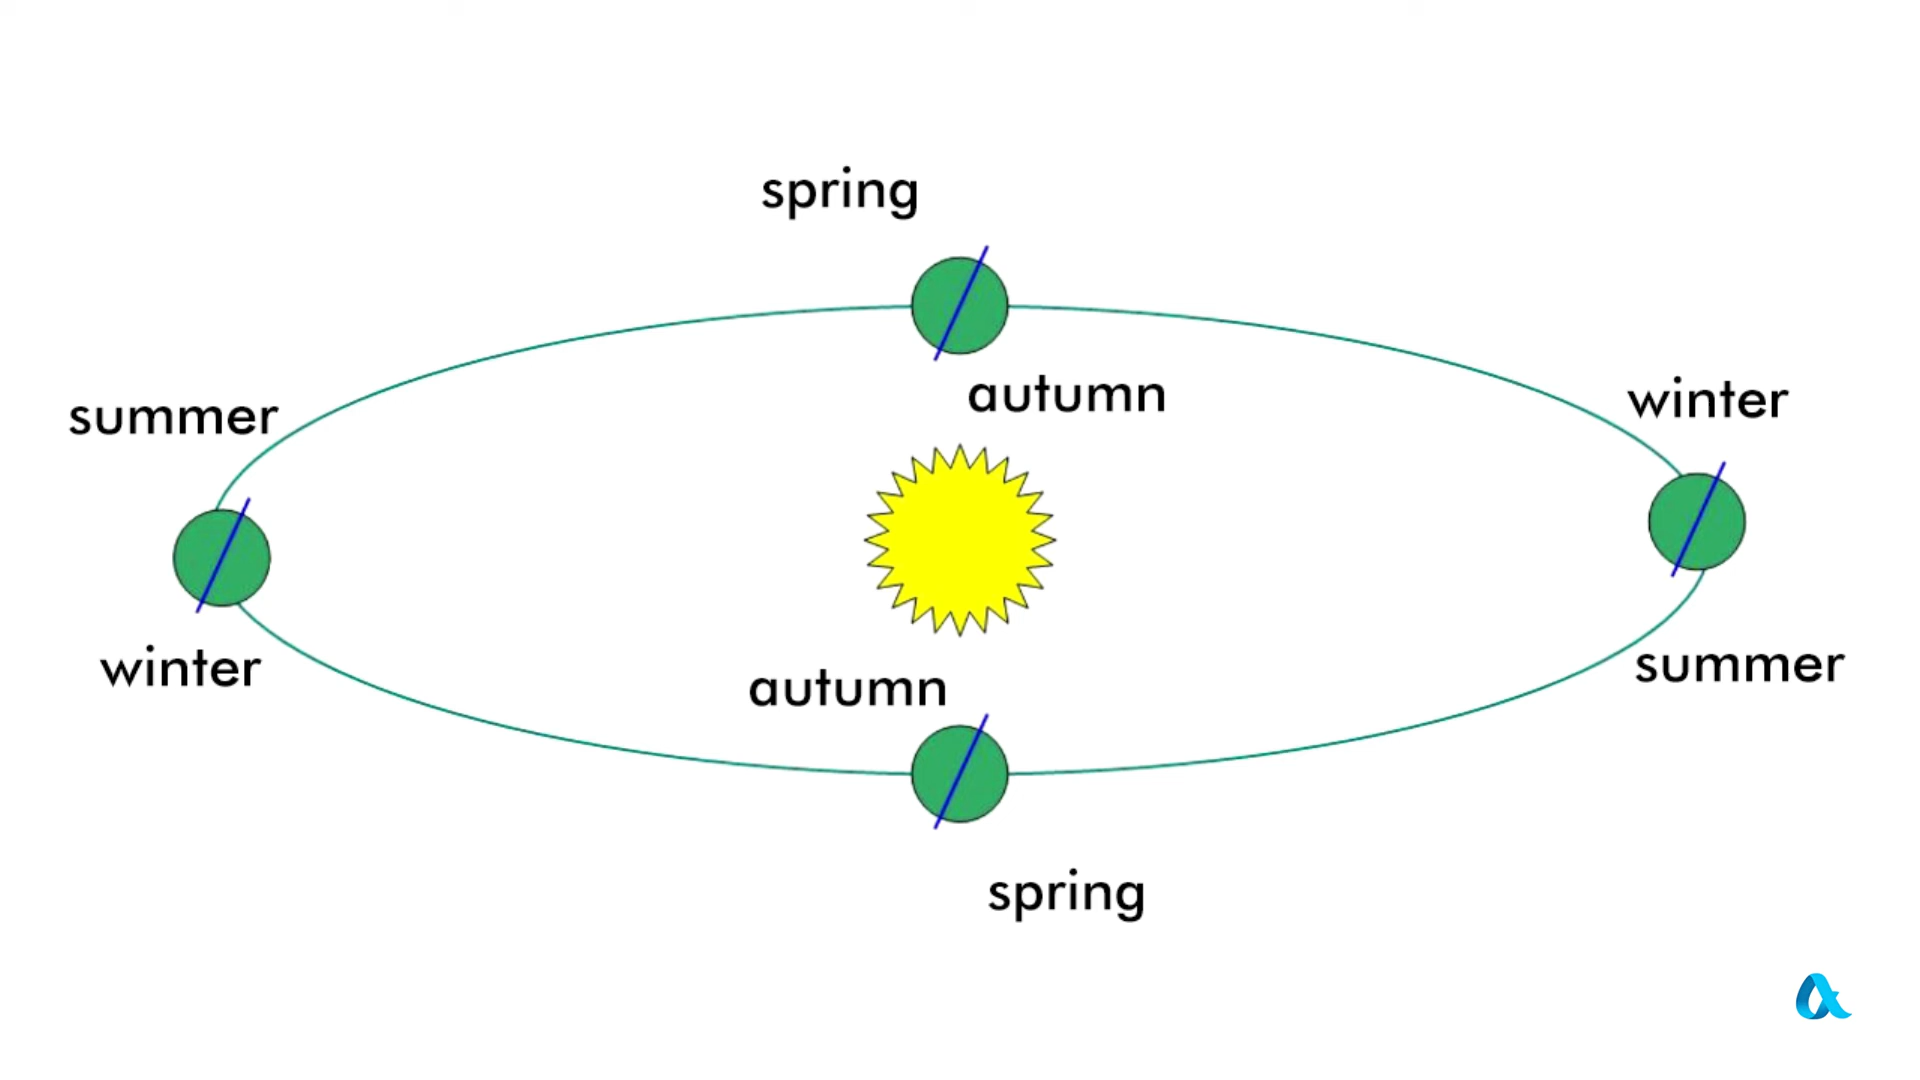 spring
autumn
winter
summer
winter
summer
autumn
spring